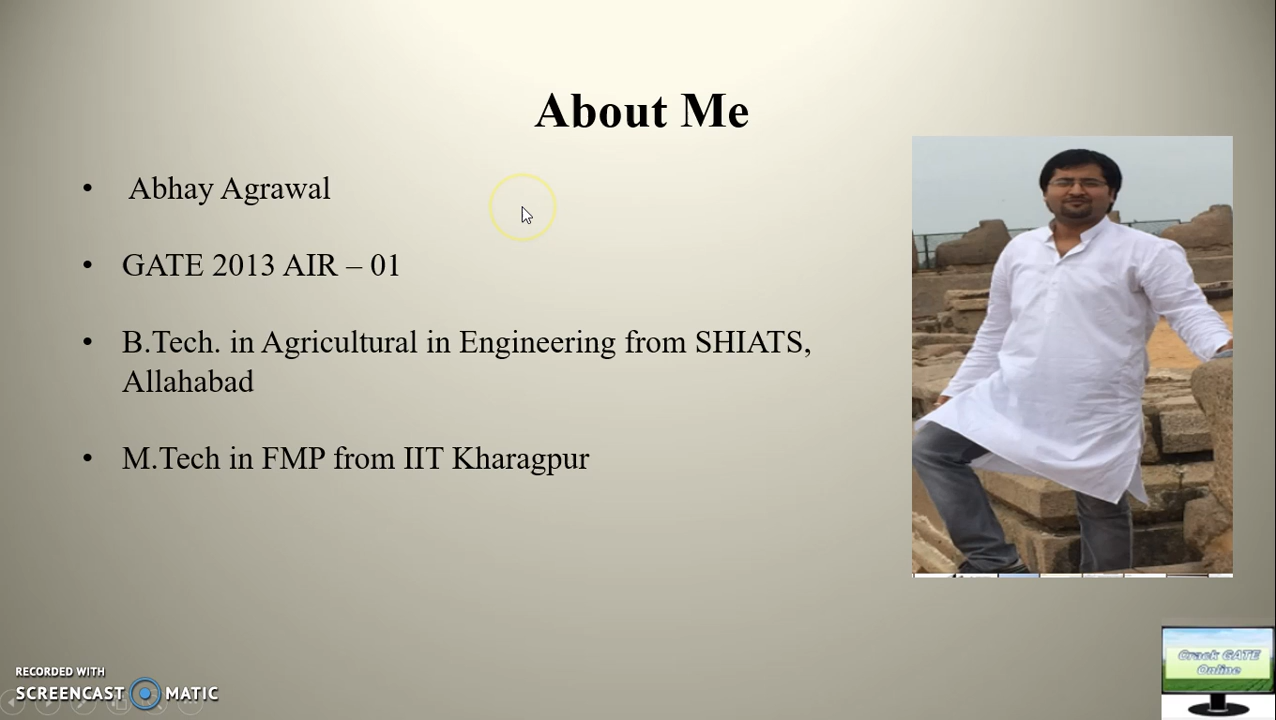 About Me
• Abhay Agrawal
• GATE 2013 AIR – 01
• B.Tech. in Agricultural in Engineering from SHIATS,
Allahabad
• M.Tech in FMP from IIT Kharagpur
Crack GATE
Online
RECORDED WITH
SCREENCAST MATIC